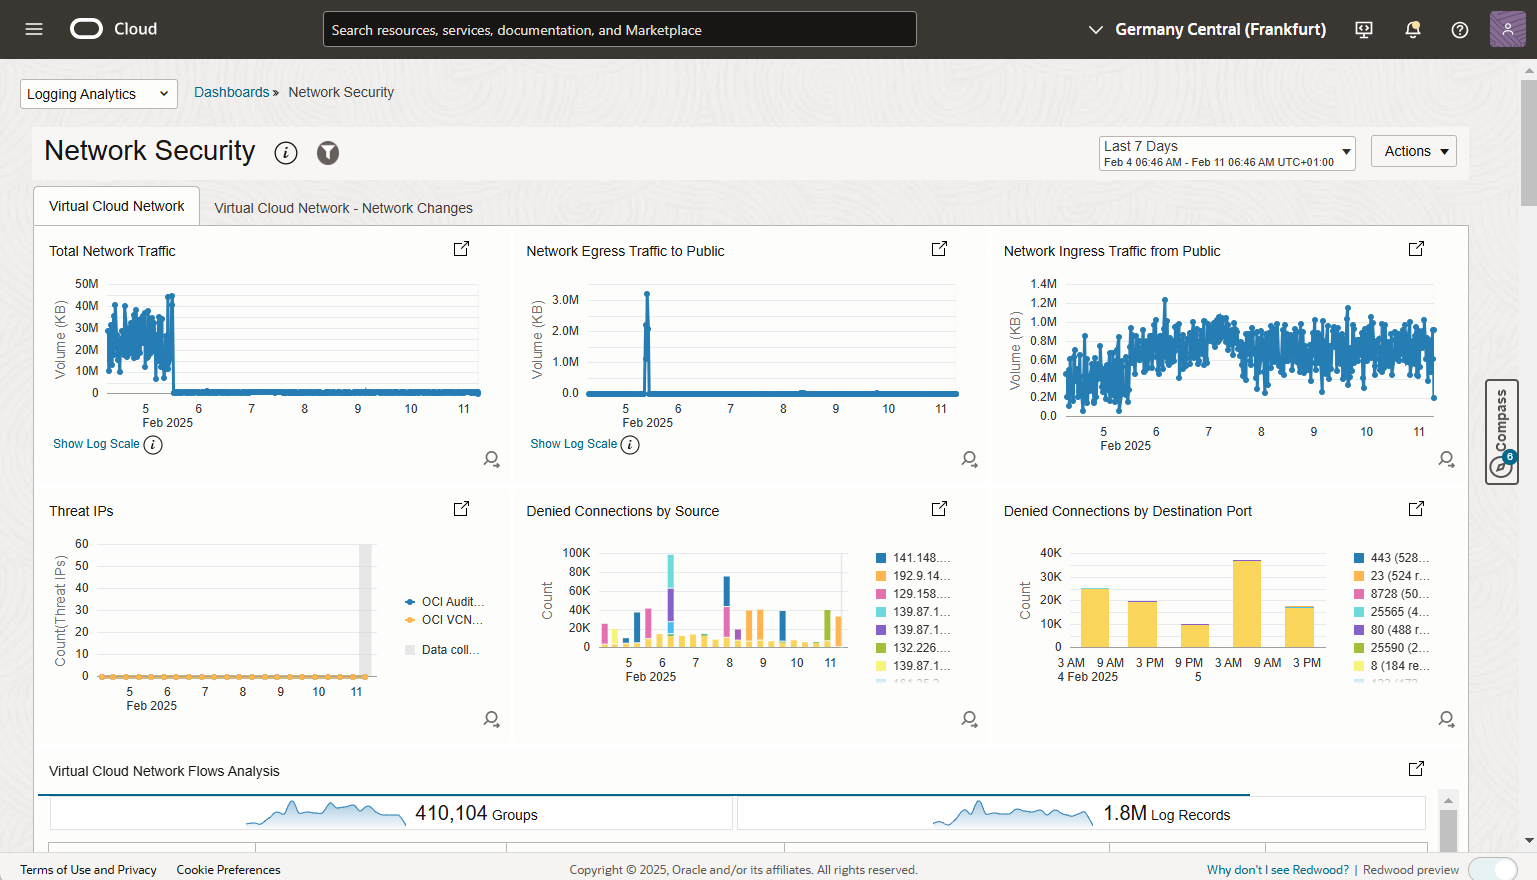 Cloud
Search resources, services, documentation, and Marketplace
Germany Central (Frankfurt)
Logging Analytics
Dashboards » Network Security
Network Security
Last 7 Days
Feb 4 06:46 AM - Feb 11 06:46 AM UTC+01:00
Actions
Virtual Cloud Network
Virtual Cloud Network - Network Changes
Total Network Traffic
Volume (KB)
50M
40M
30M
20M
10M
0
5 6 7 8 9 10 11
Feb 2025
Show Log Scale
Network Egress Traffic to Public
Volume (KB)
3.0M
2.0M
1.0M
0.0
5 6 7 8 9 10 11
Feb 2025
Show Log Scale
Network Ingress Traffic from Public
Volume (KB)
1.4M
1.2M
1.0M
0.8M
0.6M
0.4M
0.2M
0.0
5 6 7 8 9 10 11
Feb 2025
Compass
6
Threat IPs
Count(Threat IPs)
60
50
40
30
20
10
0
5 6 7 8 9 10 11
Feb 2025
OCI Audit...
OCI VCN...
Data coll...
Denied Connections by Source
Count
100K
80K
60K
40K
20K
0
5 6 7 8 9 10 11
Feb 2025
141.148....
192.9.14...
129.158....
139.87.1...
139.87.1...
132.226....
139.87.1...
Denied Connections by Destination Port
Count
40K
30K
20K
10K
0
3 AM 9 AM 3 PM 9 PM 3 AM 9 AM 3 PM
4 Feb 2025 5
443 (528...
23 (524 r...
8728 (50...
25565 (4...
80 (488 r...
25590 (2...
8 (184 re...
Virtual Cloud Network Flows Analysis
410,104 Groups
1.8M Log Records
Terms of Use and Privacy
Cookie Preferences
Copyright © 2025, Oracle and/or its affiliates. All rights reserved.
Why don't I see Redwood? | Redwood preview